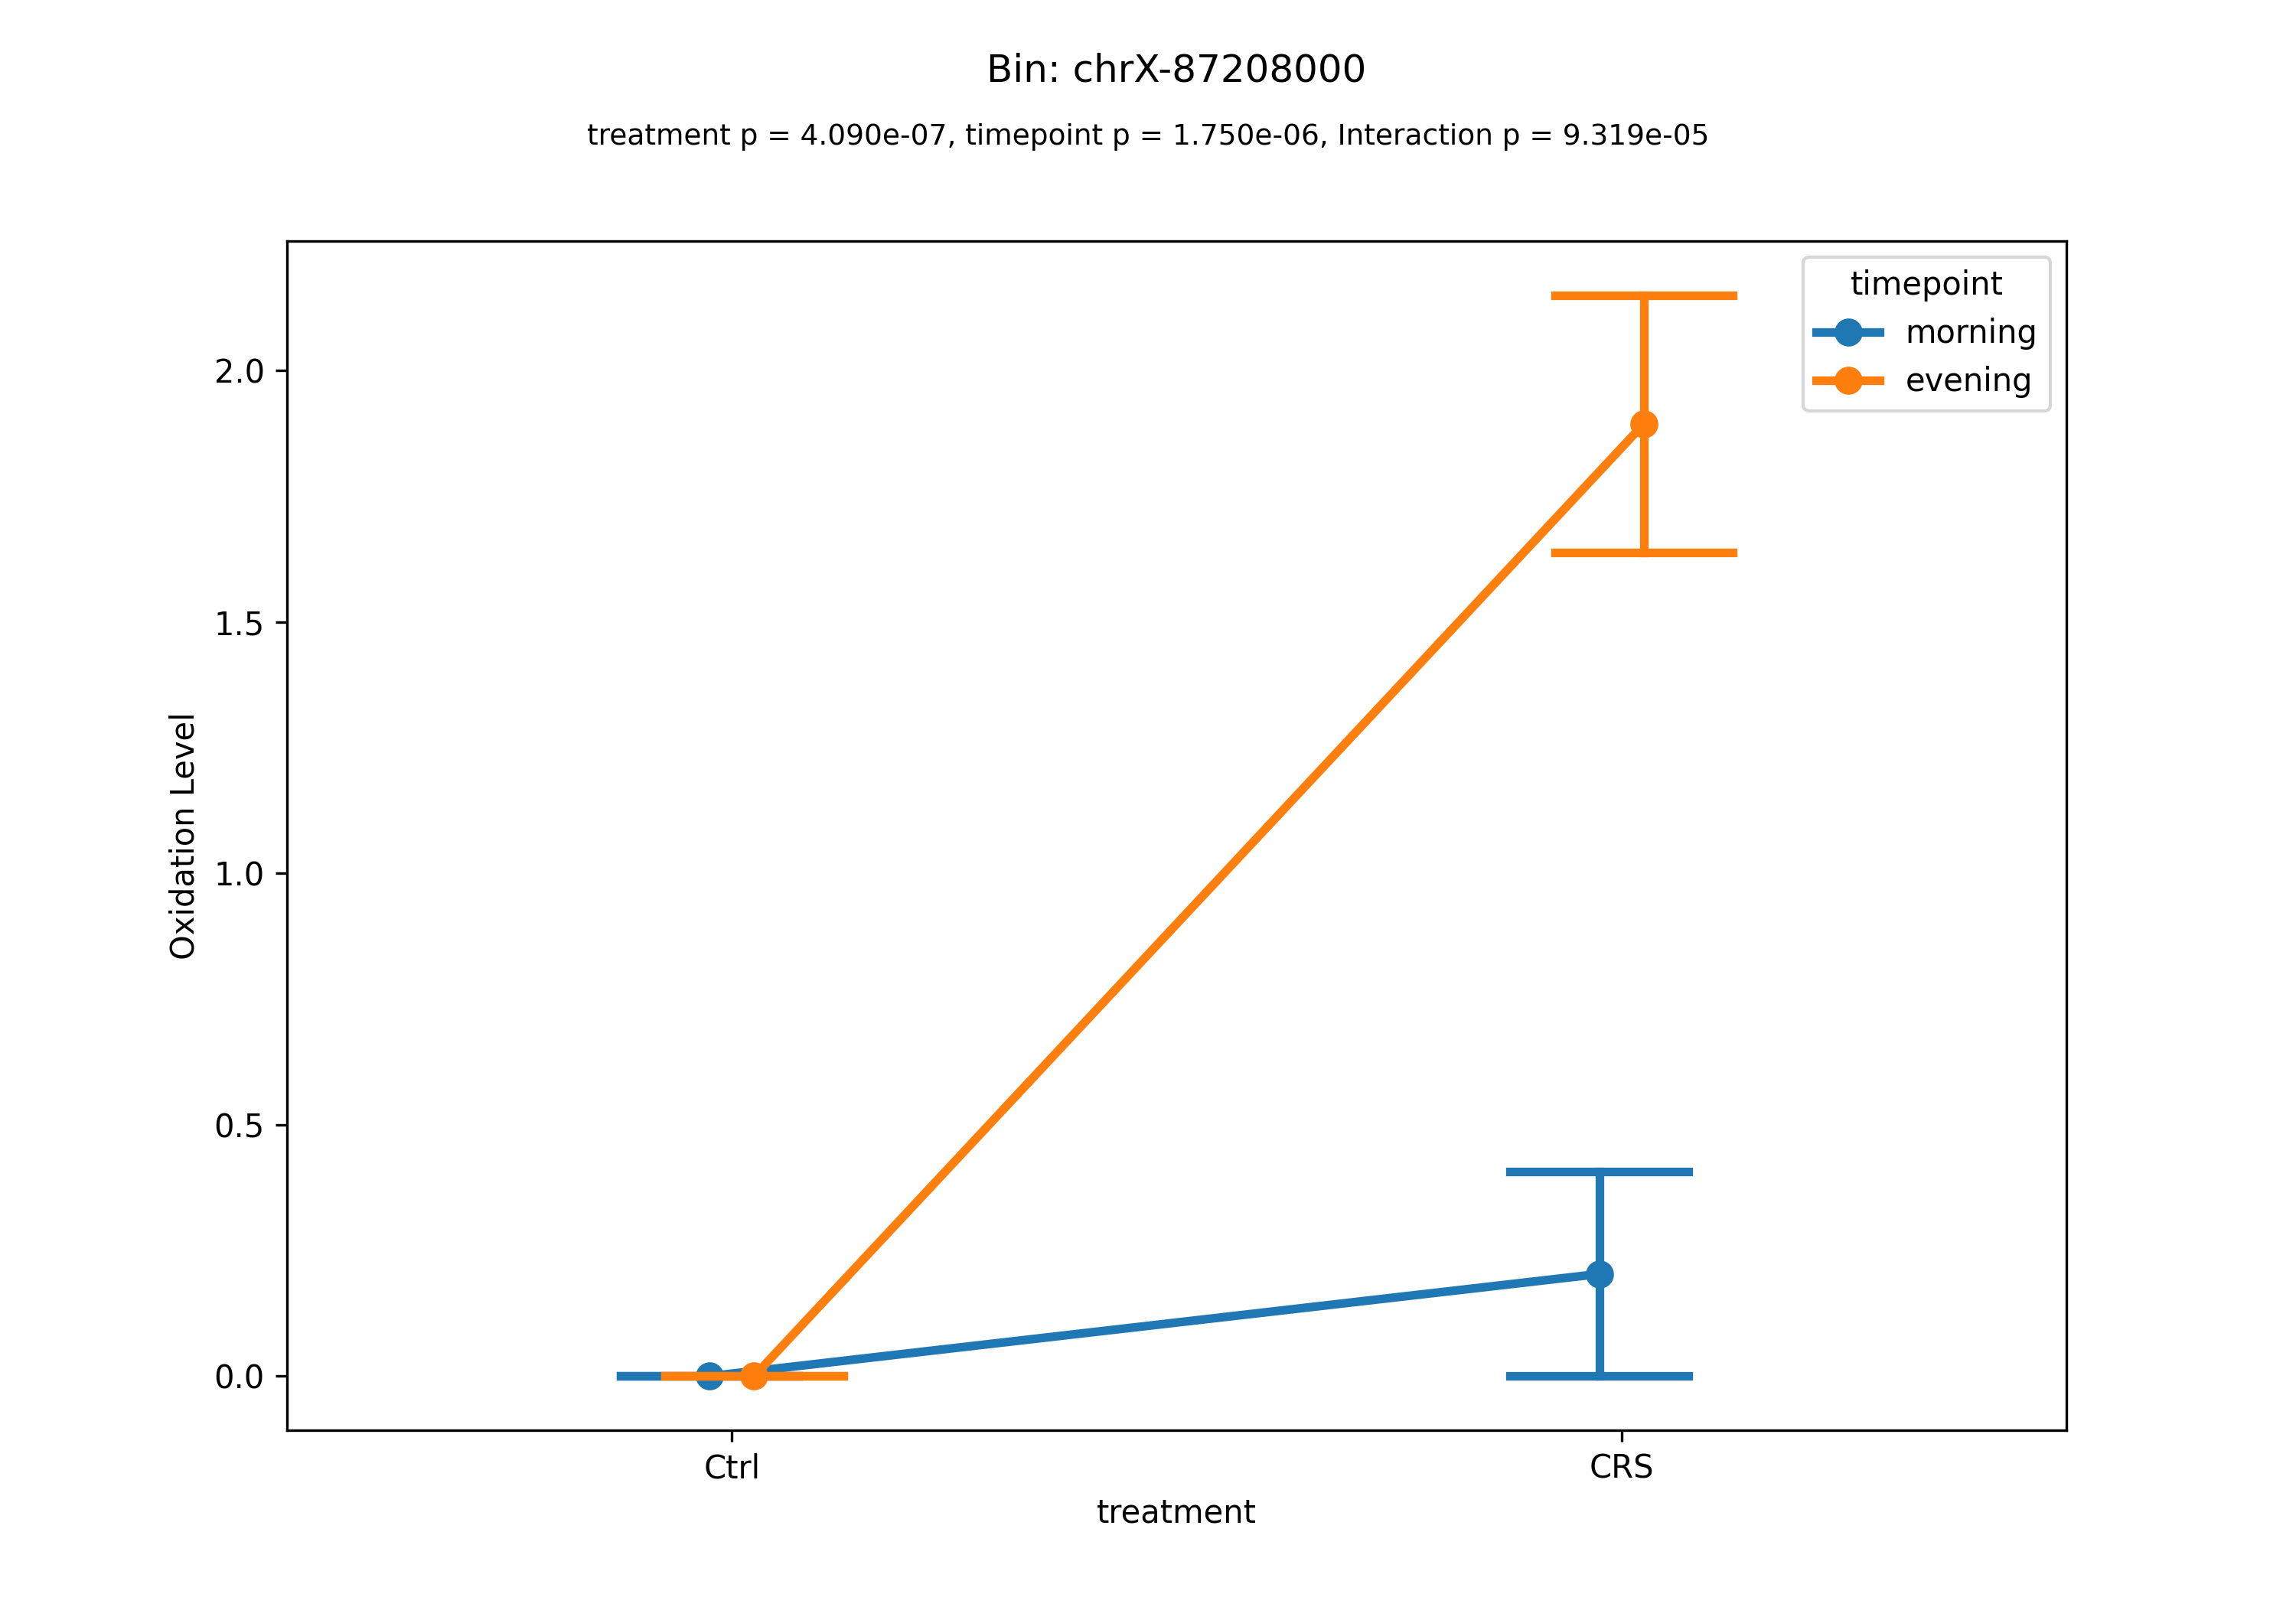 Bin: chrX-87208000
treatment p = 4.090e-07, timepoint p = 1.750e-06, Interaction p = 9.319e-05
timepoint
morning
evening
2.0
1.5
1.0
0.5
0.0
Oxidation Level
Ctrl
CRS
treatment